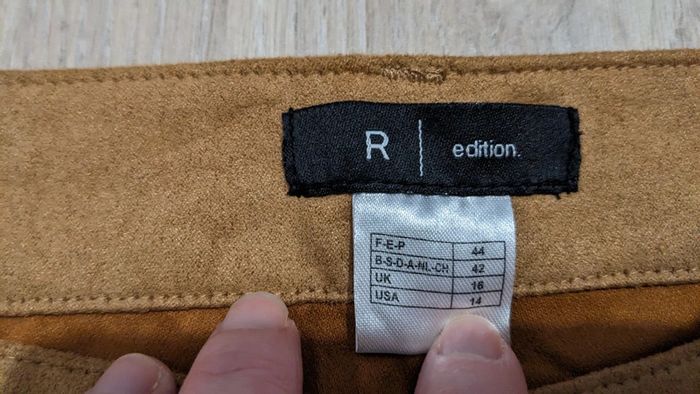 R | edition.
F-E-P 44
B-S-D-A-NL-CH 42
UK 16
USA 14